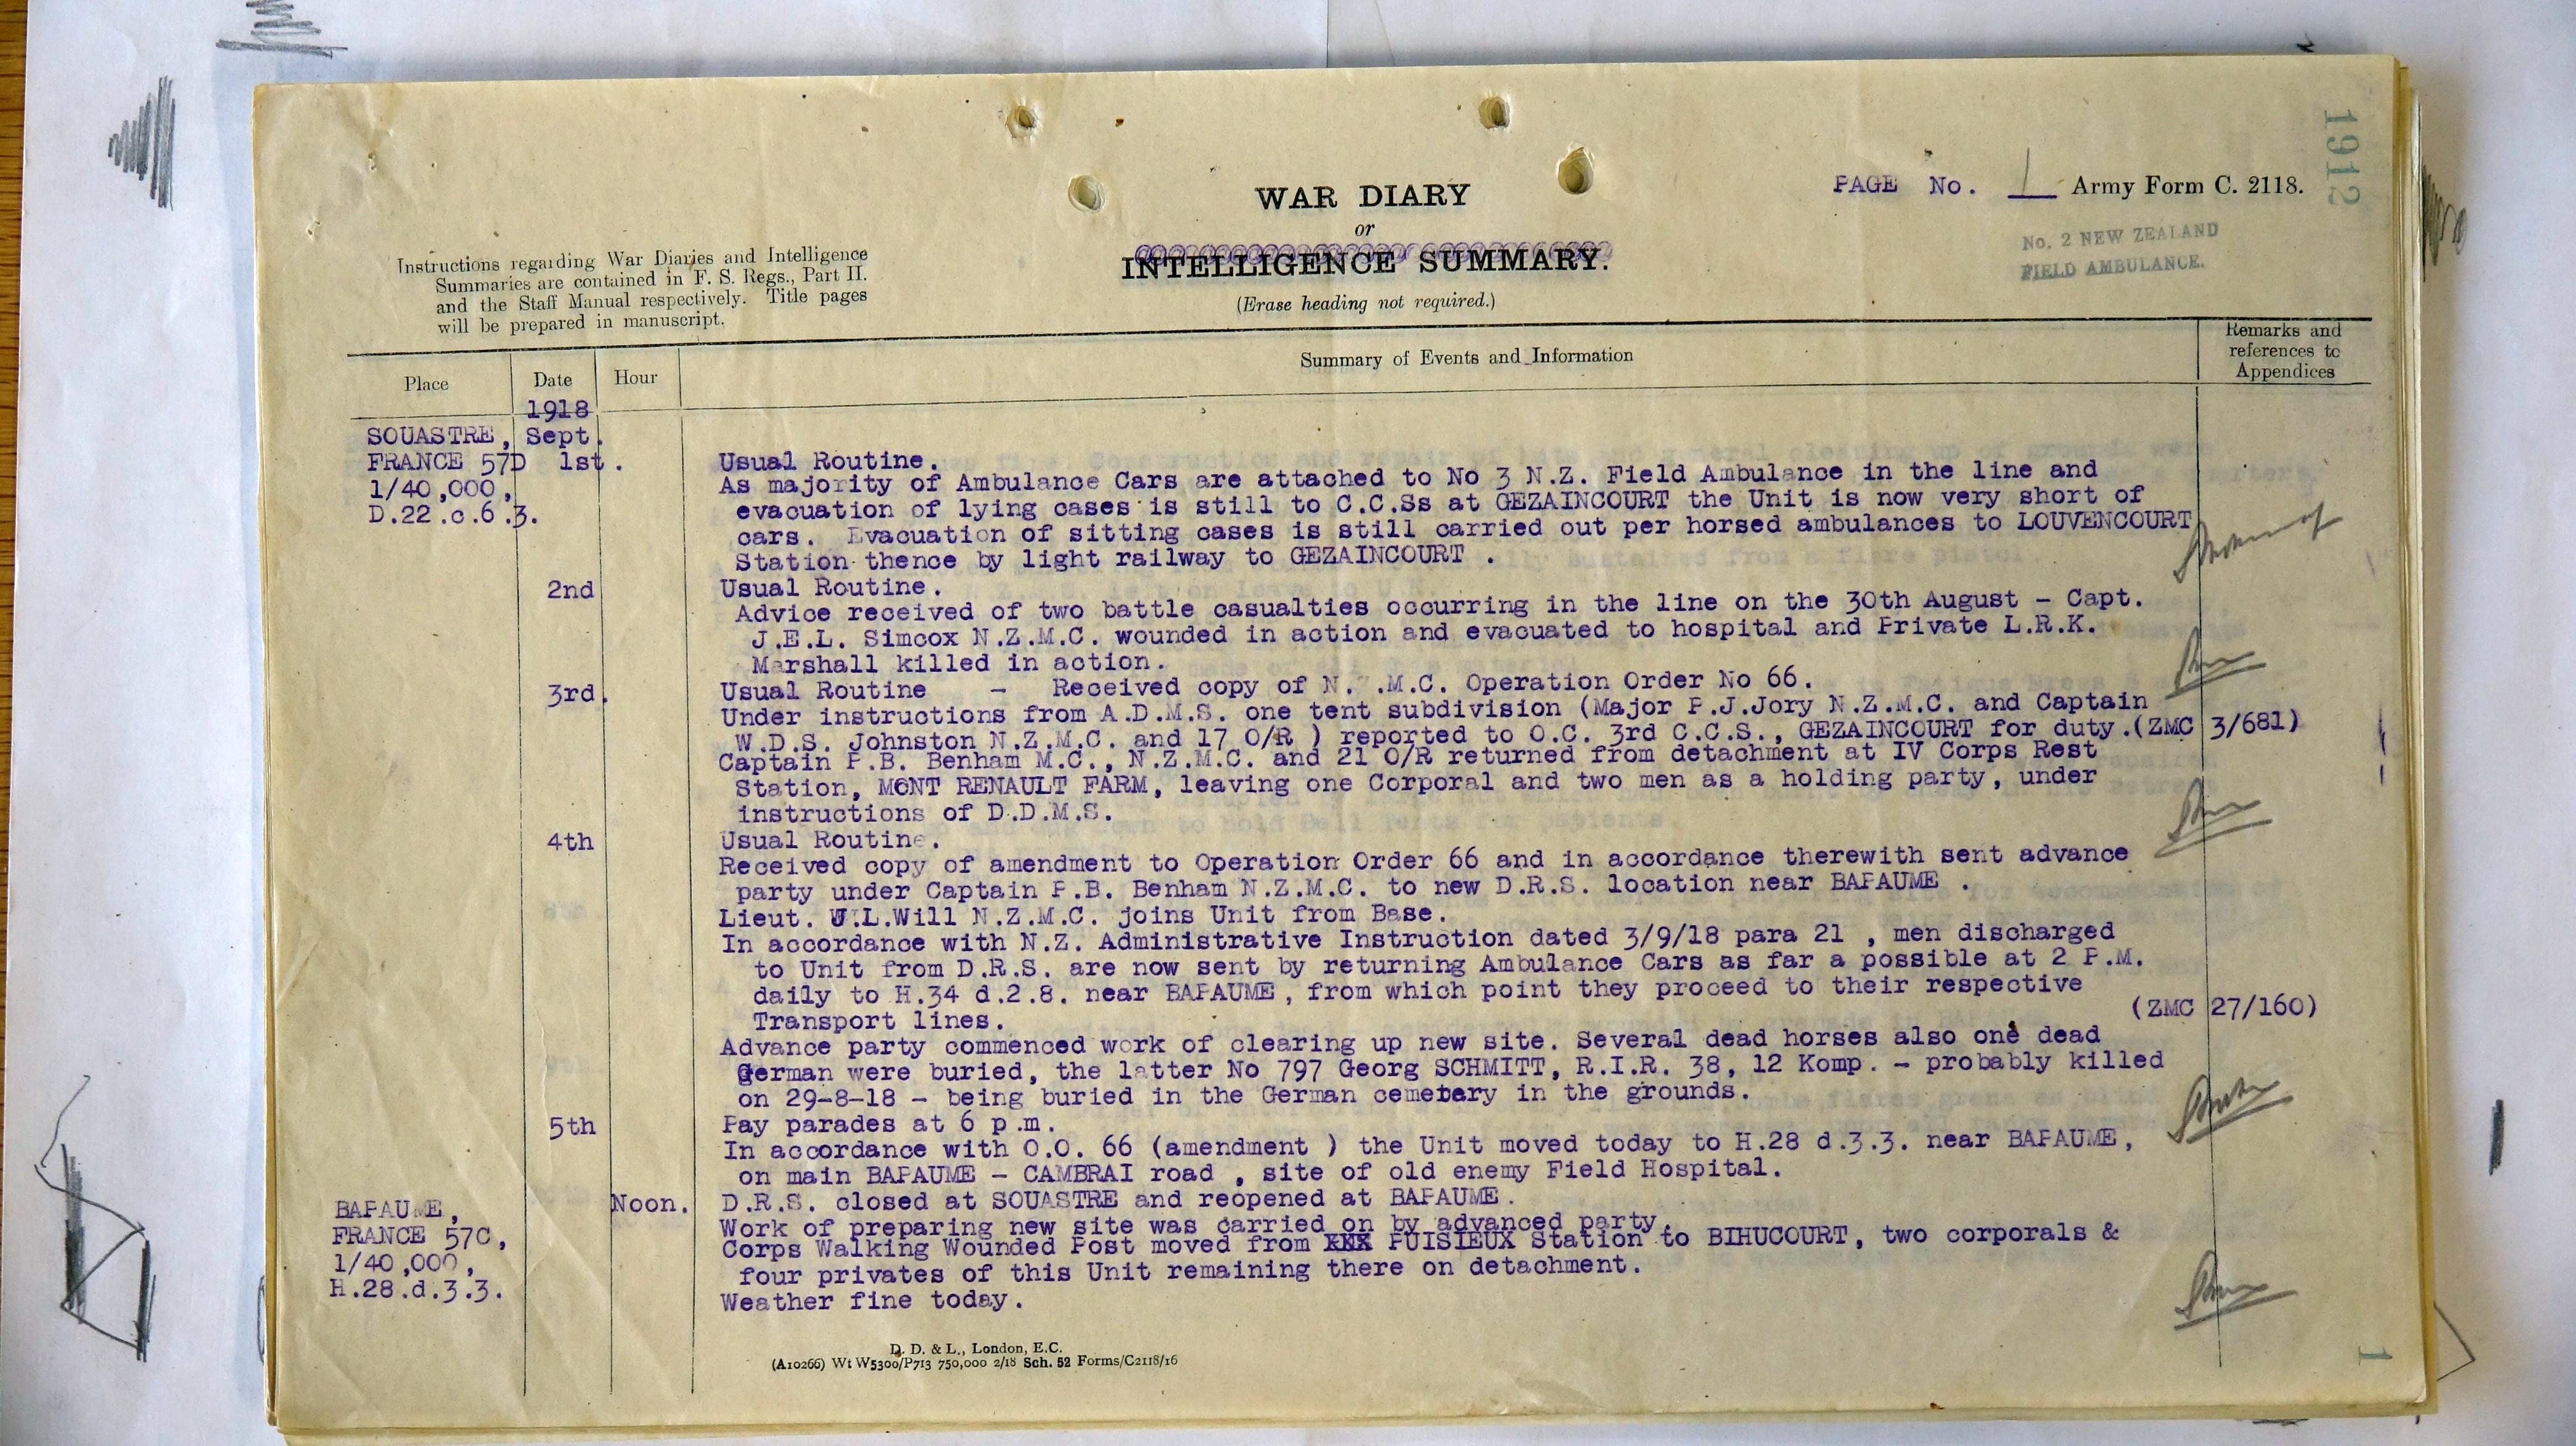 1912
PAGE No. 1 Army Form C. 2118.
WAR DIARY
or
INTELLIGENCE SUMMARY.
(Erase heading not required.)
No. 2 NEW ZEALAND
FIELD AMBULANCE.
Instructions regarding War Diaries and Intelligence
Summaries are contained in F. S. Regs., Part II.
and the Staff Manual respectively. Title pages
will be prepared in manuscript.
Place Date Hour Summary of Events and Information
Remarks and
references to
Appendices
1918
SOUASTRE, Sept.
FRANCE 57D 1st. Usual Routine.
1/40,000, As majority of Ambulance Cars are attached to No 3 N.Z. Field Ambulance in the line and
D.22.c.6.3. evacuation of lying cases is still to C.C.Ss at GEZAINCOURT the Unit is now very short of
cars. Evacuation of sitting cases is still carried out per horsed ambulances to LOUVENCOURT
Station thence by light railway to GEZAINCOURT .
2nd Usual Routine.
Advice received of two battle casualties occurring in the line on the 30th August - Capt.
J.E.L. Simcox N.Z.M.C. wounded in action and evacuated to hospital and Private L.R.K.
Marshall killed in action.
3rd. Usual Routine - Received copy of N. .M.C. Operation Order No 66.
Under instructions from A.D.M.S. one tent subdivision (Major P.J.Jory N.Z.M.C. and Captain
W.D.S. Johnston N.Z.M.C. and 17 O/R ) reported to O.C. 3rd C.C.S., GEZAINCOURT for duty.(ZMC 3/681)
Captain P.B. Benham M.C., N.Z.M.C. and 21 O/R returned from detachment at IV Corps Rest
Station, MONT RENAULT FARM, leaving one Corporal and two men as a holding party, under
instructions of D.D.M.S.
4th Usual Routine.
Received copy of amendment to Operation Order 66 and in accordance therewith sent advance
party under Captain P.B. Benham N.Z.M.C. to new D.R.S. location near BAPAUME .
Lieut. W.L.Will N.Z.M.C. joins Unit from Base.
In accordance with N.Z. Administrative Instruction dated 3/9/18 para 21 , men discharged
to Unit from D.R.S. are now sent by returning Ambulance Cars as far a possible at 2 P.M.
daily to H.34 d.2.8. near BAPAUME, from which point they proceed to their respective
Transport lines. (ZMC 27/160)
Advance party commenced work of clearing up new site. Several dead horses also one dead
German were buried, the latter No 797 Georg SCHMITT, R.I.R. 38, 12 Komp. - probably killed
on 29-8-18 - being buried in the German cemetary in the grounds.
5th Pay parades at 6 p.m.
In accordance with O.O. 66 (amendment ) the Unit moved today to H.28 d.3.3. near BAPAUME,
on main BAPAUME - CAMBRAI road , site of old enemy Field Hospital.
BAPAUME, Noon. D.R.S. closed at SOUASTRE and reopened at BAPAUME.
FRANCE 57C, Work of preparing new site was carried on by advanced party.
1/40,000, Corps Walking Wounded Post moved from XXX PUISIEUX Station to BIHUCOURT, two corporals &
H.28.d.3.3. four privates of this Unit remaining there on detachment.
Weather fine today.
D. D. & L., London, E.C.
(A10266) Wt W5300/P713 750,000 2/18 Sch. 52 Forms/C2118/16
1